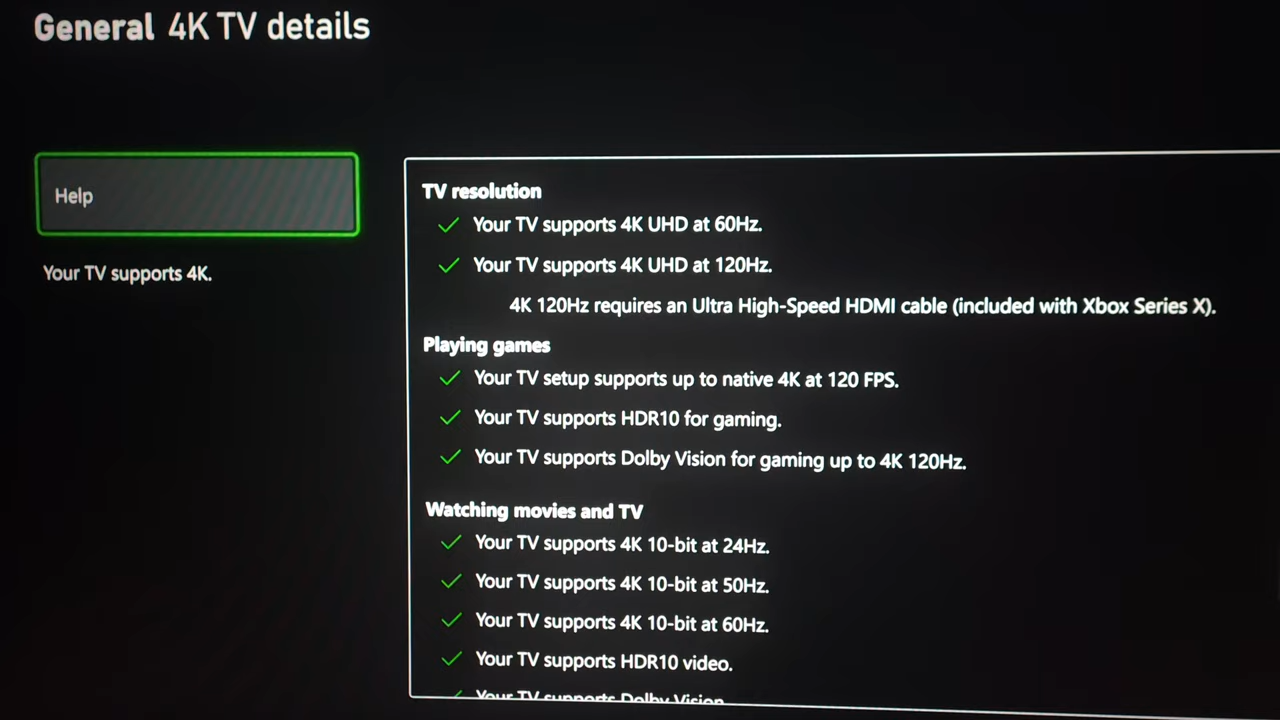 General 4K TV details
Help
Your TV supports 4K.
TV resolution
Your TV supports 4K UHD at 60Hz.
Your TV supports 4K UHD at 120Hz.
4K 120Hz requires an Ultra High-Speed HDMI cable (included with Xbox Series X).
Playing games
Your TV setup supports up to native 4K at 120 FPS.
Your TV supports HDR10 for gaming.
Your TV supports Dolby Vision for gaming up to 4K 120Hz.
Watching movies and TV
Your TV supports 4K 10-bit at 24Hz.
Your TV supports 4K 10-bit at 50Hz.
Your TV supports 4K 10-bit at 60Hz.
Your TV supports HDR10 video.
Your TV supports Dolby Vision.